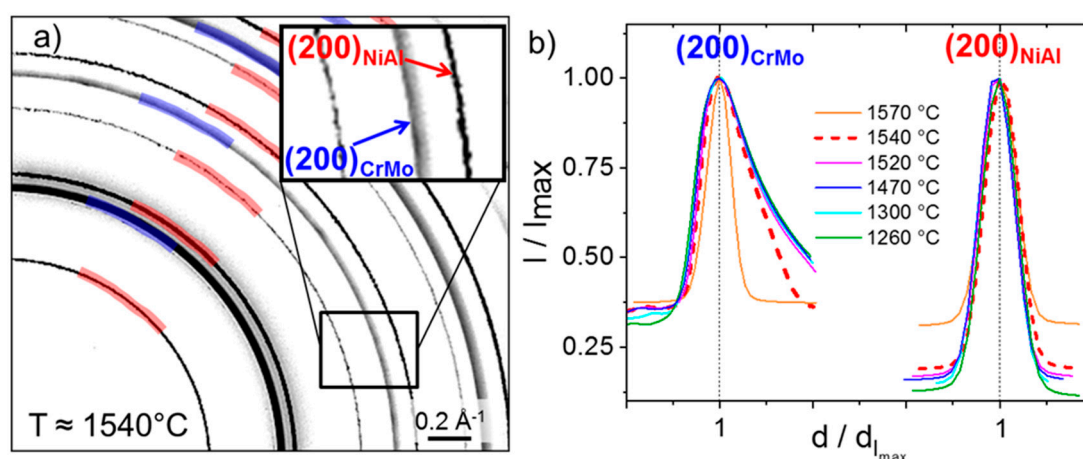 a)
(200)NiAl
(200)CrMo
T ≈ 1540°C
0.2 Å-1
b)
(200)CrMo
(200)NiAl
I / Imax
1.00
0.75
0.50
0.25
1570 °C
1540 °C
1520 °C
1470 °C
1300 °C
1260 °C
1
1
d / dImax